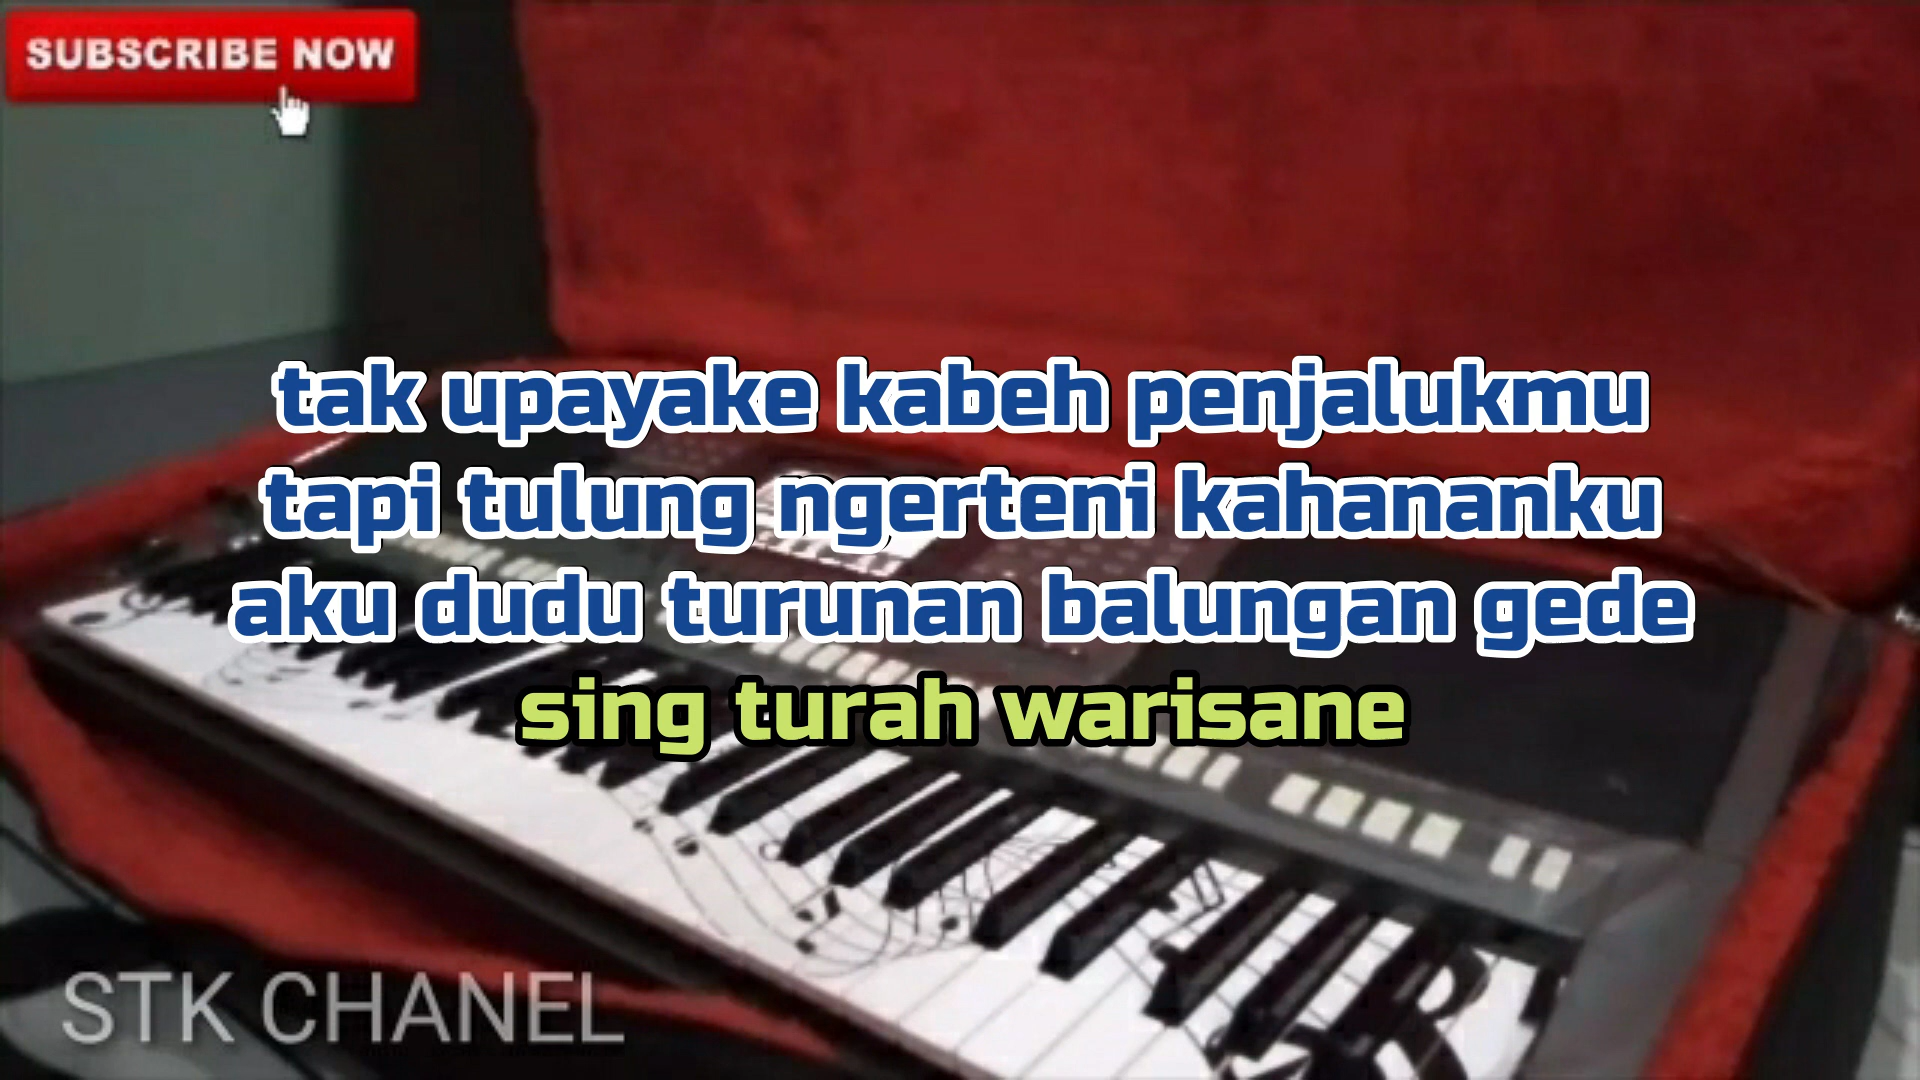 SUBSCRIBE NOW
tak upayake kabeh penjalukmu
tapi tulung ngerteni kahananku
aku dudu turunan balungan gede
sing turah warisane
STK CHANEL